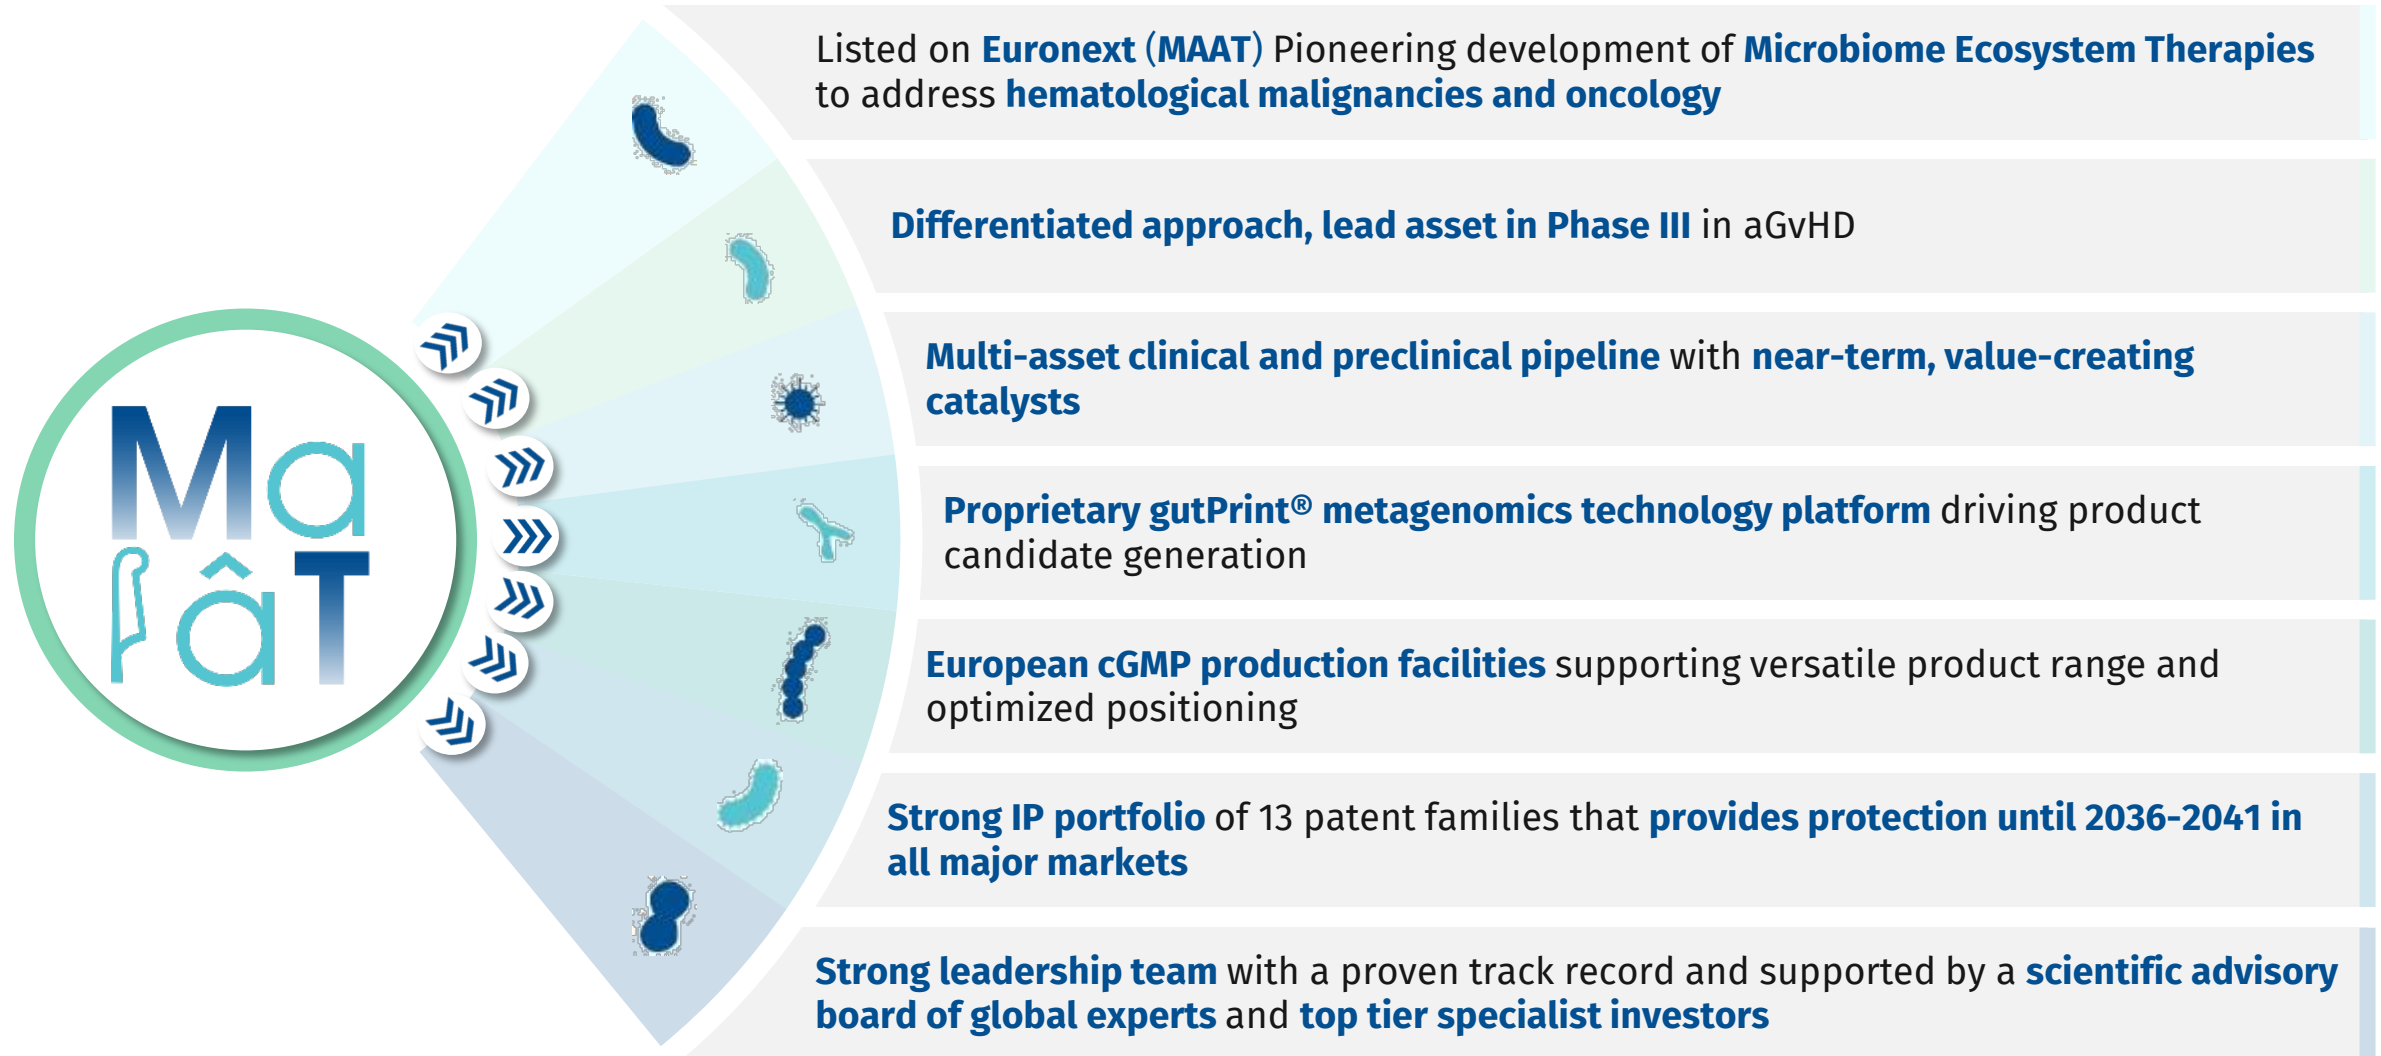 Ma
ât
Listed on Euronext (MAAT) Pioneering development of Microbiome Ecosystem Therapies
to address hematological malignancies and oncology
Differentiated approach, lead asset in Phase III in aGvHD
Multi-asset clinical and preclinical pipeline with near-term, value-creating
catalysts
Proprietary gutPrint® metagenomics technology platform driving product
candidate generation
European cGMP production facilities supporting versatile product range and
optimized positioning
Strong IP portfolio of 13 patent families that provides protection until 2036-2041 in
all major markets
Strong leadership team with a proven track record and supported by a scientific advisory
board of global experts and top tier specialist investors